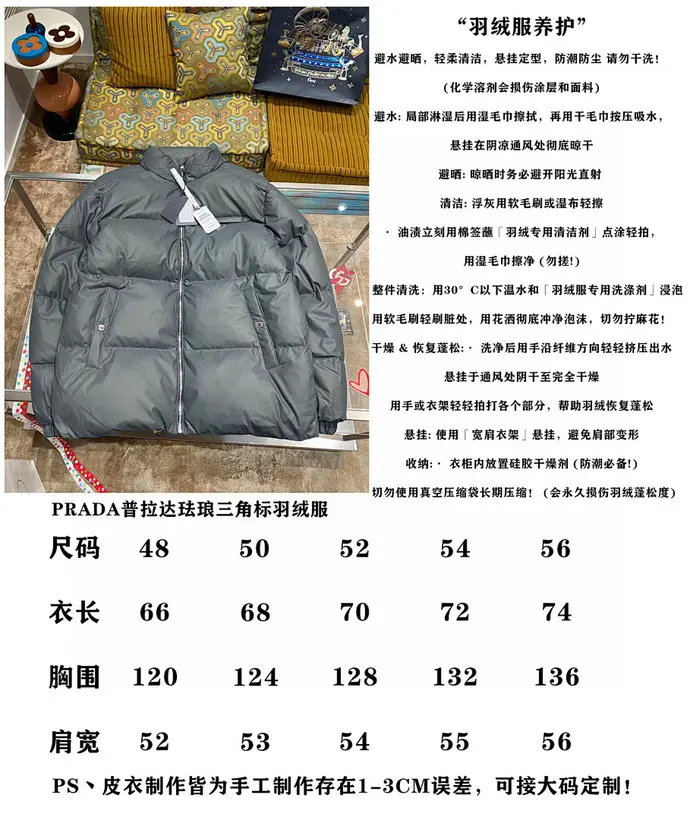 “羽绒服养护”
避水避晒，轻柔清洁，悬挂定型，防潮防尘 请勿干洗！
(化学溶剂会损伤涂层和面料)
避水: 局部淋湿后用湿毛巾擦拭，再用干毛巾按压吸水，
悬挂在阴凉通风处彻底晾干
避晒: 晾晒时务必避开阳光直射
清洁: 浮灰用软毛刷或湿布轻擦
· 油渍立刻用棉签蘸「羽绒专用清洁剂」点涂轻拍，
用湿毛巾擦净 (勿搓!)
整件清洗: 用30° C以下温水和「羽绒服专用洗涤剂」浸泡
用软毛刷轻刷脏处，用花洒彻底冲净泡沫，切勿拧麻花！
干燥 & 恢复蓬松: · 洗净后用手沿纤维方向轻轻挤压出水
悬挂于通风处阴干至完全干燥
用手或衣架轻轻拍打各个部分，帮助羽绒恢复蓬松
悬挂: 使用「宽肩衣架」悬挂，避免肩部变形
收纳: · 衣柜内放置硅胶干燥剂 (防潮必备!)
切勿使用真空压缩袋长期压缩！ (会永久损伤羽绒蓬松度)
PRADA普拉达珐琅三角标羽绒服
尺码 48 50 52 54 56
衣长 66 68 70 72 74
胸围 120 124 128 132 136
肩宽 52 53 54 55 56
PS、皮衣制作皆为手工制作存在1-3CM误差，可接大码定制！